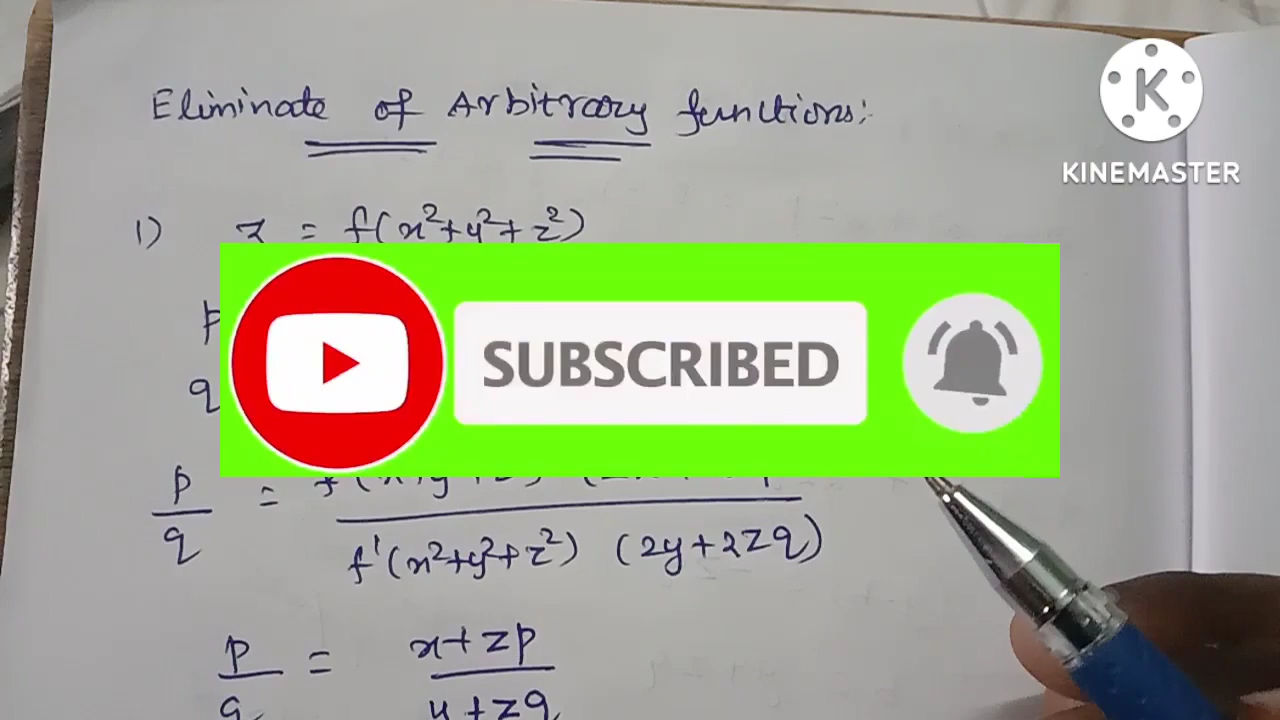 Eliminate of Arbitrary functions:
KINEMASTER
1) z = f(x²+y²+z²)
p
q
SUBSCRIBED
p/q = f'(x²+y²+z²) (2y+2zq)
p/q = x+zp / y+zq